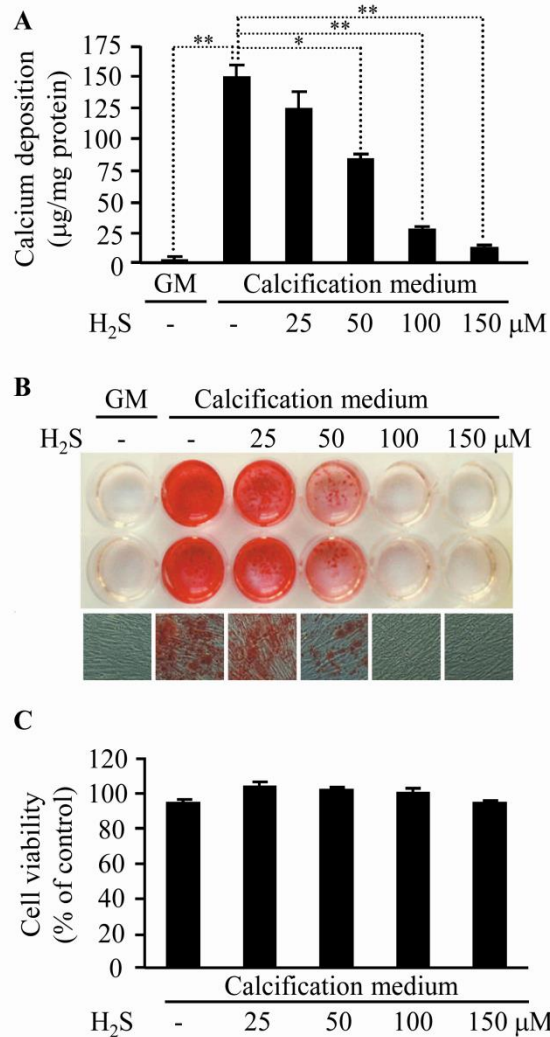 A
Calcium deposition
(µg/mg protein)
175
150
125
100
75
50
25
0
**
*
**
**
GM Calcification medium
H₂S - - 25 50 100 150 µM
B
GM Calcification medium
H₂S - - 25 50 100 150 µM
C
Cell viability
(% of control)
120
100
80
60
40
20
0
Calcification medium
H₂S - 25 50 100 150 µM